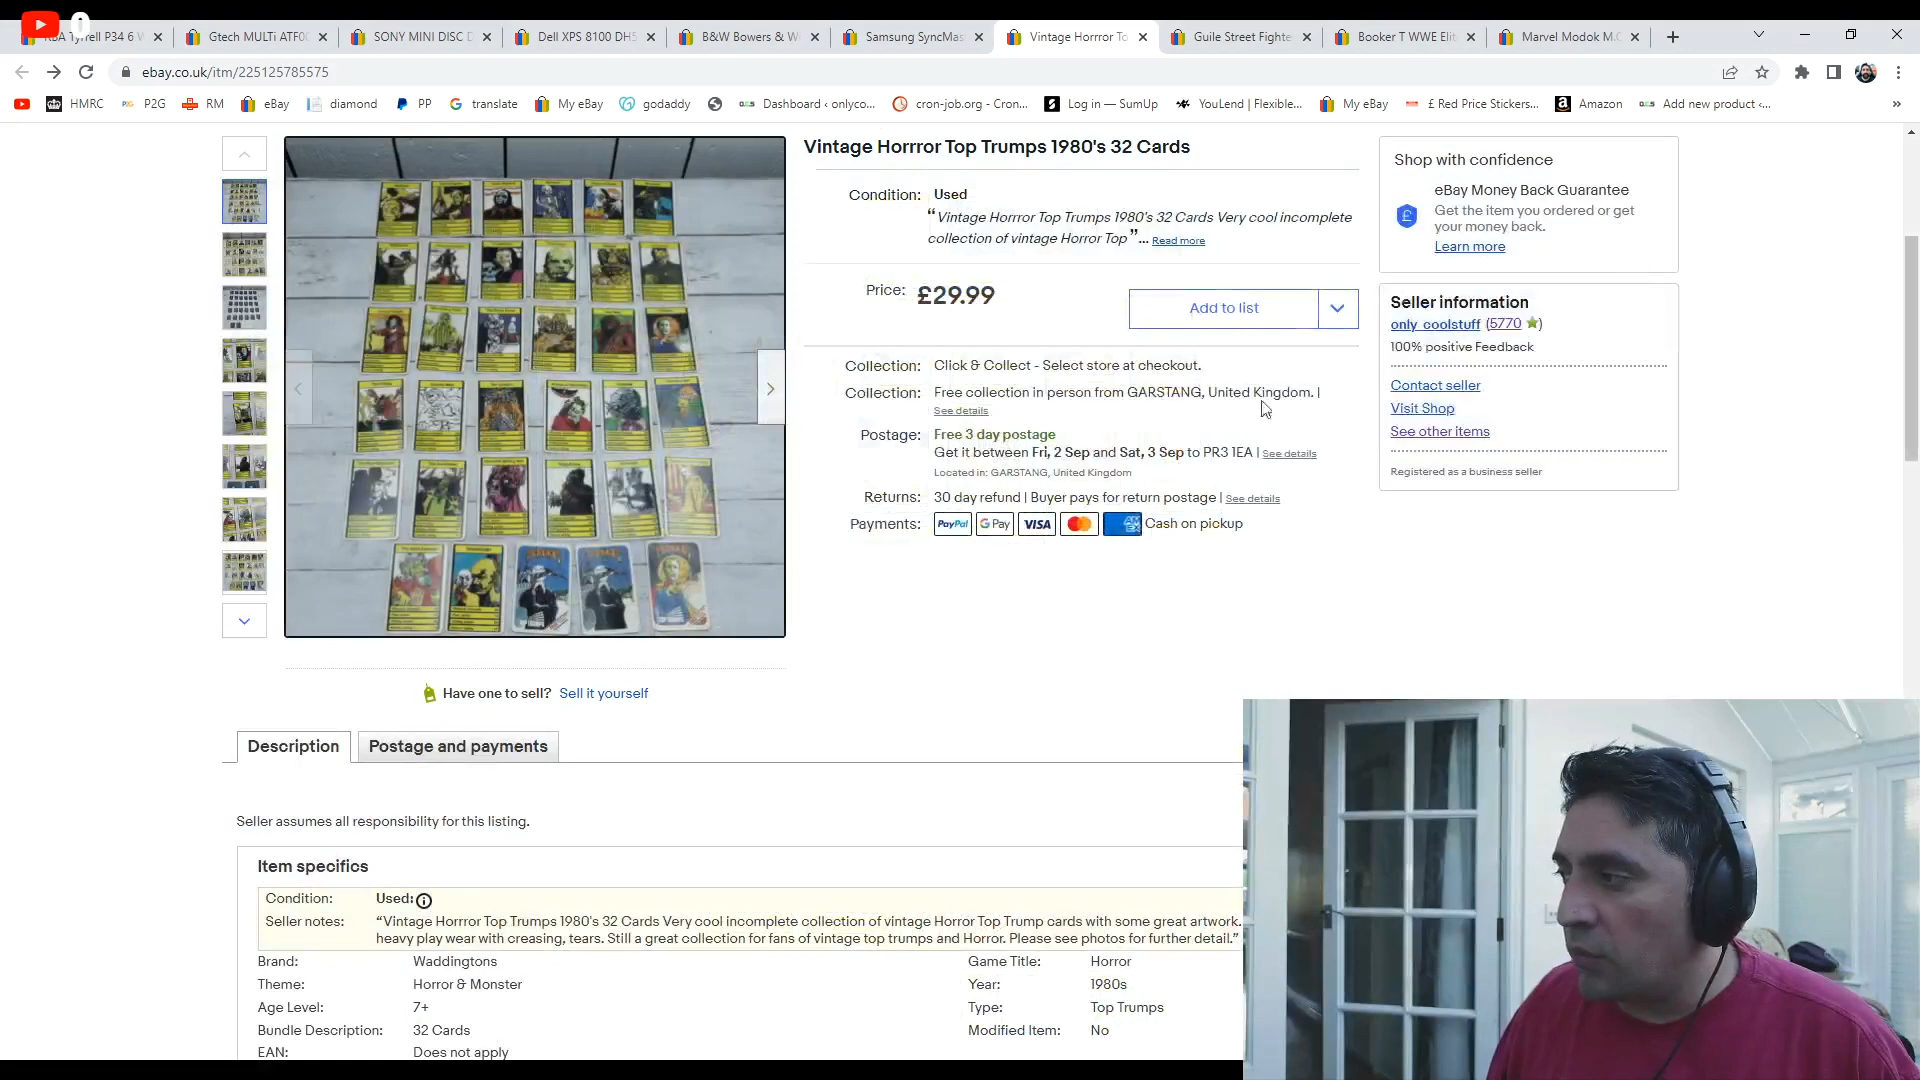 RBA Tyrrell P34 6 W
Gtech MULTi ATF0
SONY MINI DISC D
Dell XPS 8100 DH5
B&W Bowers & W
Samsung SyncMas
Vintage Horrror To
Guile Street Fighte
Booker T WWE Elit
Marvel Modok M.O
ebay.co.uk/itm/225125785575
HMRC
P2G
RM
eBay
diamond
PP
translate
My eBay
godaddy
Dashboard ‹ onlyco...
cron-job.org - Cron...
Log in — SumUp
YouLend | Flexible...
My eBay
£ Red Price Stickers...
Amazon
Add new product ‹...
Vintage Horrror Top Trumps 1980's 32 Cards
Condition: Used
“Vintage Horrror Top Trumps 1980's 32 Cards Very cool incomplete
collection of vintage Horror Top ”... Read more
Price: £29.99
Add to list
Collection: Click & Collect - Select store at checkout.
Collection: Free collection in person from GARSTANG, United Kingdom. |
See details
Postage: Free 3 day postage
Get it between Fri, 2 Sep and Sat, 3 Sep to PR3 1EA | See details
Located in: GARSTANG, United Kingdom
Returns: 30 day refund | Buyer pays for return postage | See details
Payments: PayPal G Pay VISA Cash on pickup
Shop with confidence
eBay Money Back Guarantee
Get the item you ordered or get
your money back.
Learn more
Seller information
only_coolstuff (5770)
100% positive Feedback
Contact seller
Visit Shop
See other items
Registered as a business seller
Have one to sell? Sell it yourself
Description
Postage and payments
Seller assumes all responsibility for this listing.
Item specifics
Condition: Used:
Seller notes: “Vintage Horrror Top Trumps 1980's 32 Cards Very cool incomplete collection of vintage Horror Top Trump cards with some great artwork.
heavy play wear with creasing, tears. Still a great collection for fans of vintage top trumps and Horror. Please see photos for further detail.”
Brand: Waddingtons
Game Title: Horror
Theme: Horror & Monster
Year: 1980s
Age Level: 7+
Type: Top Trumps
Bundle Description: 32 Cards
Modified Item: No
EAN: Does not apply